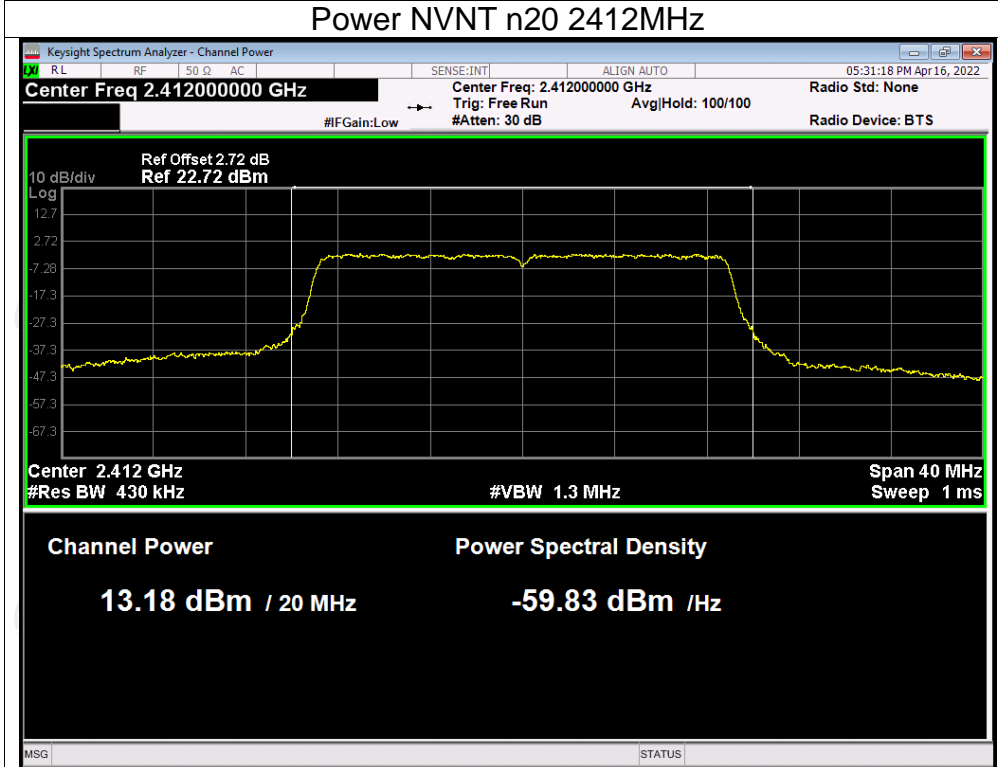 Power NVNT n20 2412MHz
Keysight Spectrum Analyzer - Channel Power
LXI RL RF 50 Ω AC SENSE:INT ALIGN AUTO 05:31:18 PM Apr 16, 2022
Center Freq 2.412000000 GHz Center Freq: 2.412000000 GHz Radio Std: None
Trig: Free Run Avg|Hold: 100/100
#IFGain:Low #Atten: 30 dB Radio Device: BTS
Ref Offset 2.72 dB
10 dB/div Ref 22.72 dBm
Log
12.7
2.72
-7.28
-17.3
-27.3
-37.3
-47.3
-57.3
-67.3
Center 2.412 GHz Span 40 MHz
#Res BW 430 kHz #VBW 1.3 MHz Sweep 1 ms
Channel Power Power Spectral Density
13.18 dBm / 20 MHz -59.83 dBm /Hz
MSG STATUS